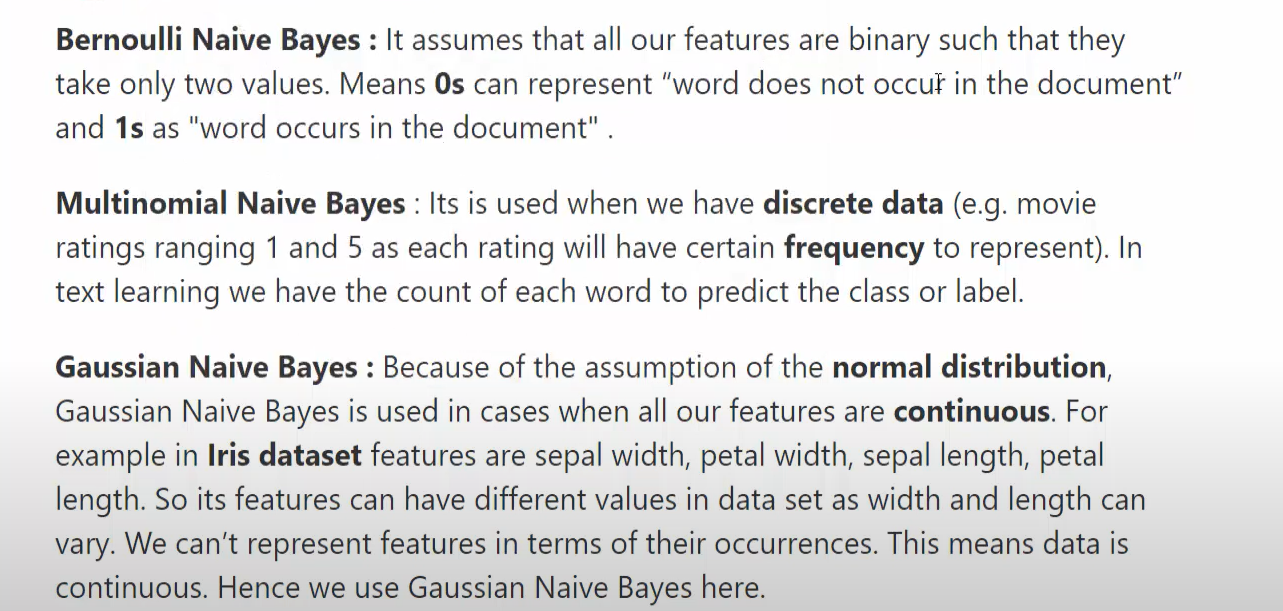 Bernoulli Naive Bayes : It assumes that all our features are binary such that they
take only two values. Means 0s can represent “word does not occur in the document”
and 1s as "word occurs in the document" .
Multinomial Naive Bayes : Its is used when we have discrete data (e.g. movie
ratings ranging 1 and 5 as each rating will have certain frequency to represent). In
text learning we have the count of each word to predict the class or label.
Gaussian Naive Bayes : Because of the assumption of the normal distribution,
Gaussian Naive Bayes is used in cases when all our features are continuous. For
example in Iris dataset features are sepal width, petal width, sepal length, petal
length. So its features can have different values in data set as width and length can
vary. We can’t represent features in terms of their occurrences. This means data is
continuous. Hence we use Gaussian Naive Bayes here.